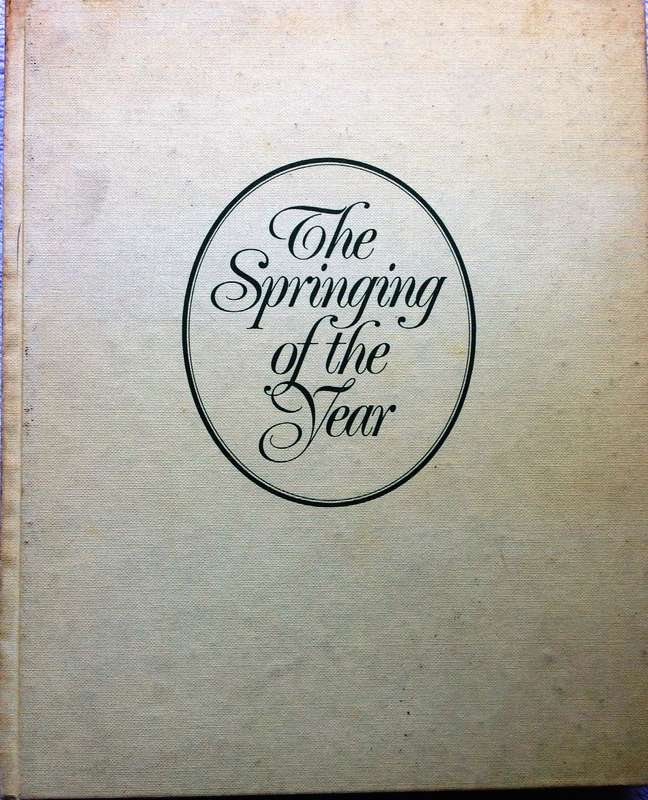 The
Springing
of the
Year